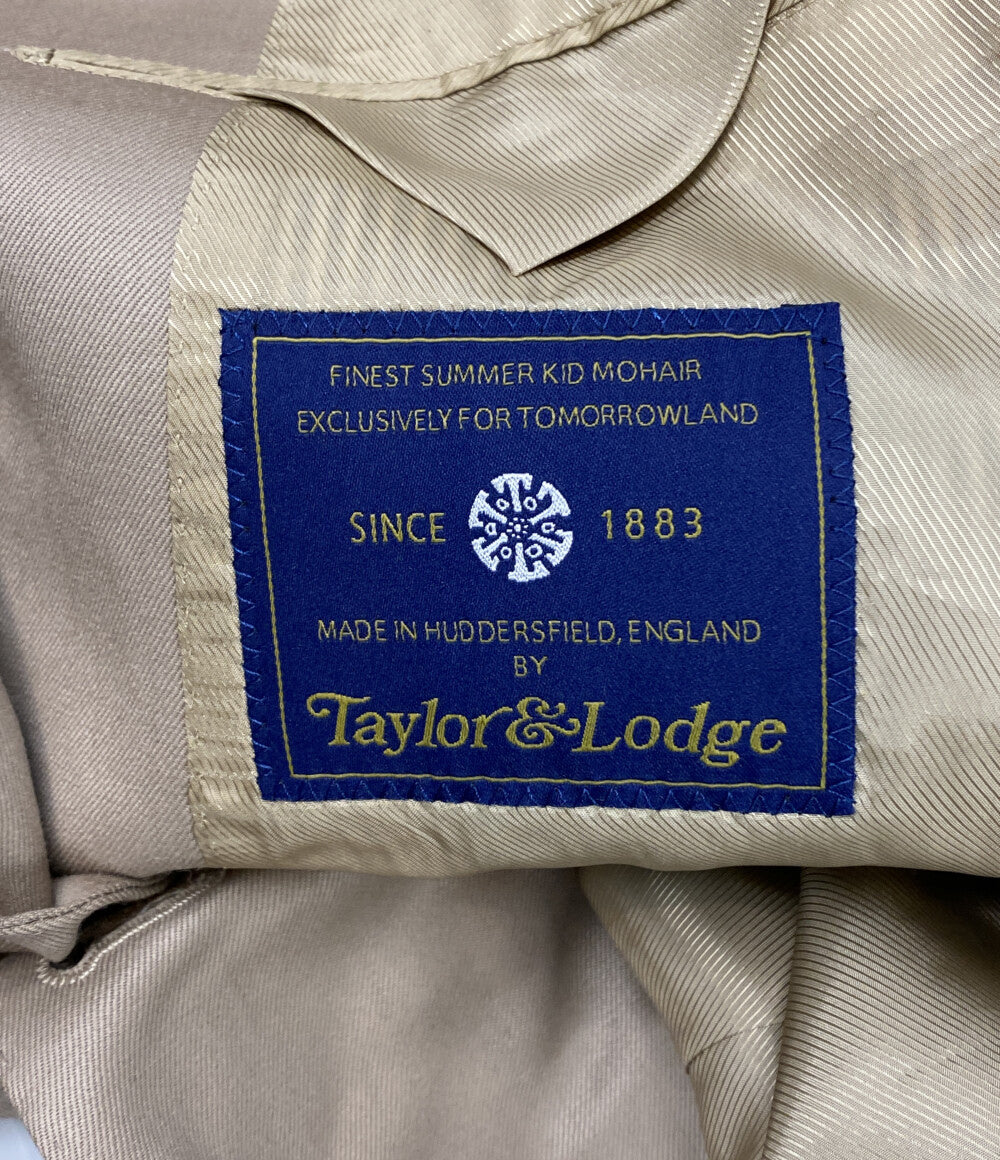 FINEST SUMMER KID MOHAIR
EXCLUSIVELY FOR TOMORROWLAND
SINCE 1883
MADE IN HUDDERSFIELD, ENGLAND
BY
Taylor & Lodge